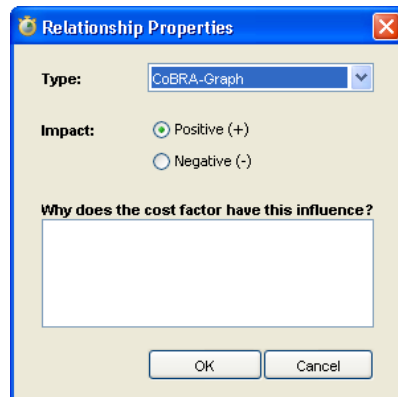 Relationship Properties
Type: CoBRA-Graph
Impact: Positive (+)
Negative (-)
Why does the cost factor have this influence?
OK Cancel